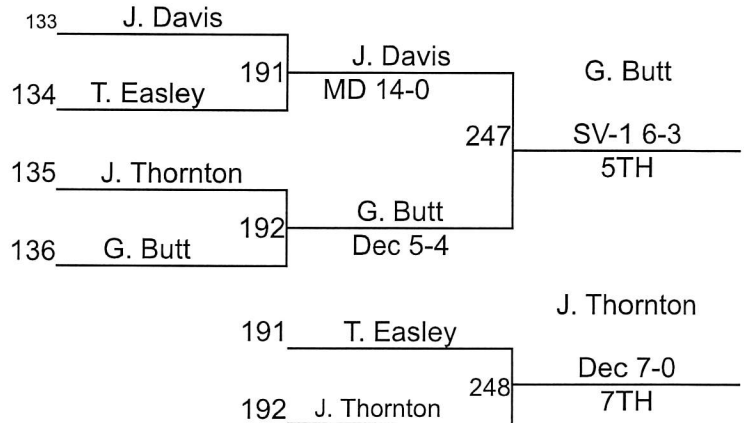 133 J. Davis
191 J. Davis
MD 14-0
G. Butt
134 T. Easley
247 SV-1 6-3
5TH
135 J. Thornton
192 G. Butt
Dec 5-4
136 G. Butt
J. Thornton
191 T. Easley
248 Dec 7-0
7TH
192 J. Thornton